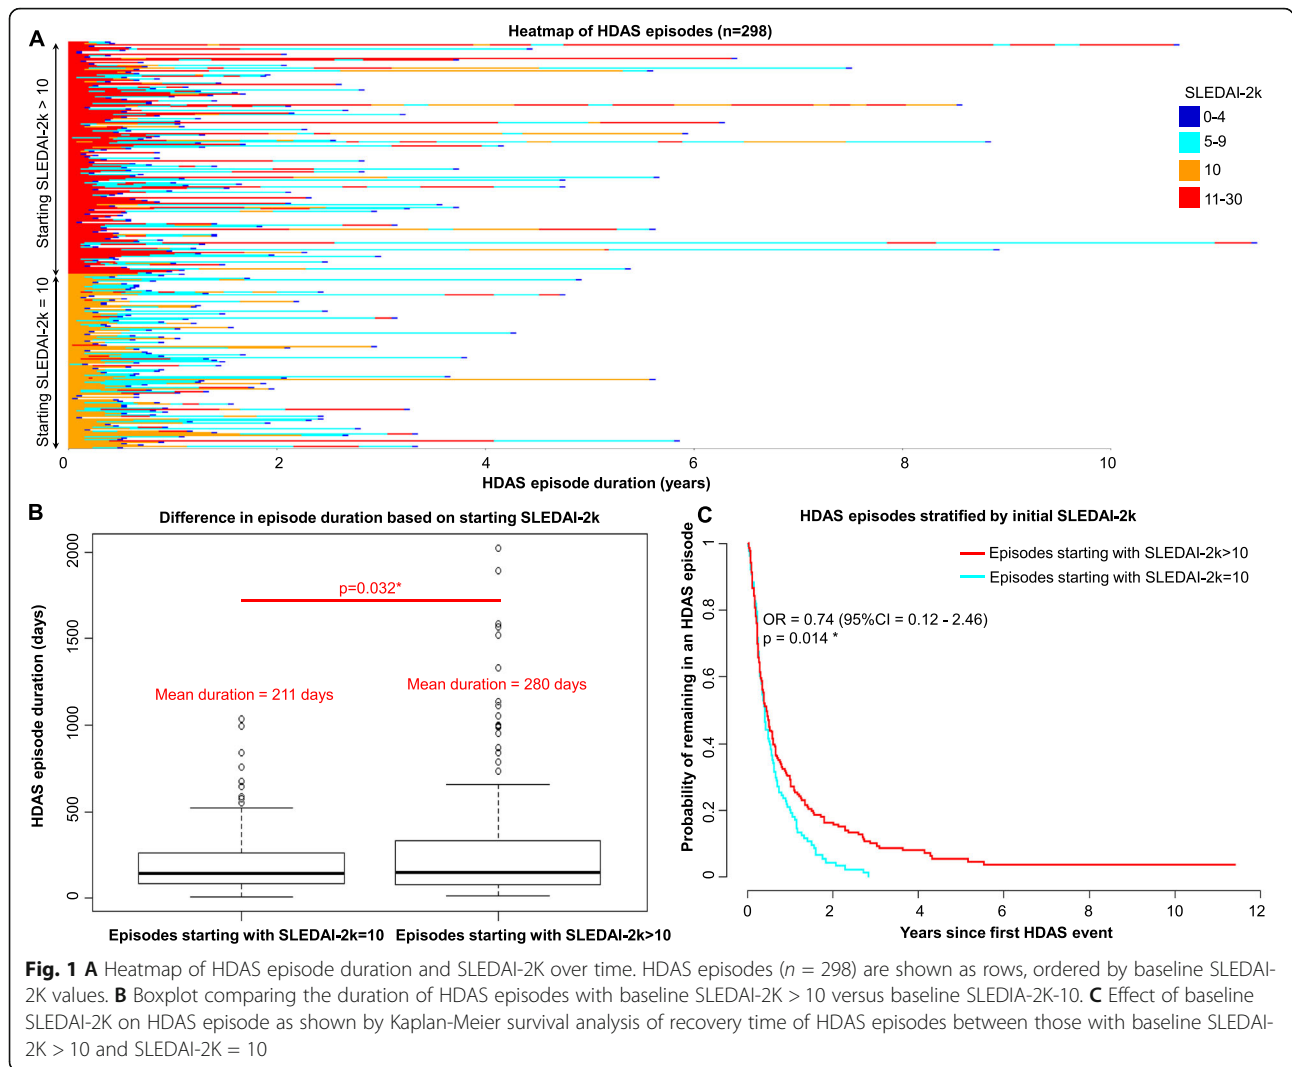 A
Heatmap of HDAS episodes (n=298)
Starting SLEDAI-2k > 10
Starting SLEDAI-2k = 10
SLEDAI-2k
0-4
5-9
10
11-30
0 2 4 6 8 10
HDAS episode duration (years)
B
Difference in episode duration based on starting SLEDAI-2k
HDAS episode duration (days)
2000
1500
1000
500
0
p=0.032*
Mean duration = 211 days
Mean duration = 280 days
Episodes starting with SLEDAI-2k=10
Episodes starting with SLEDAI-2k>10
C
HDAS episodes stratified by initial SLEDAI-2k
Probability of remaining in an HDAS episode
1
0.8
0.6
0.4
0.2
0
Episodes starting with SLEDAI-2k>10
Episodes starting with SLEDAI-2k=10
OR = 0.74 (95%CI = 0.12 - 2.46)
p = 0.014 *
0 2 4 6 8 10 12
Years since first HDAS event
Fig. 1 A Heatmap of HDAS episode duration and SLEDAI-2K over time. HDAS episodes (n = 298) are shown as rows, ordered by baseline SLEDAI-
2K values. B Boxplot comparing the duration of HDAS episodes with baseline SLEDAI-2K > 10 versus baseline SLEDIA-2K-10. C Effect of baseline
SLEDAI-2K on HDAS episode as shown by Kaplan-Meier survival analysis of recovery time of HDAS episodes between those with baseline SLEDAI-
2K > 10 and SLEDAI-2K = 10